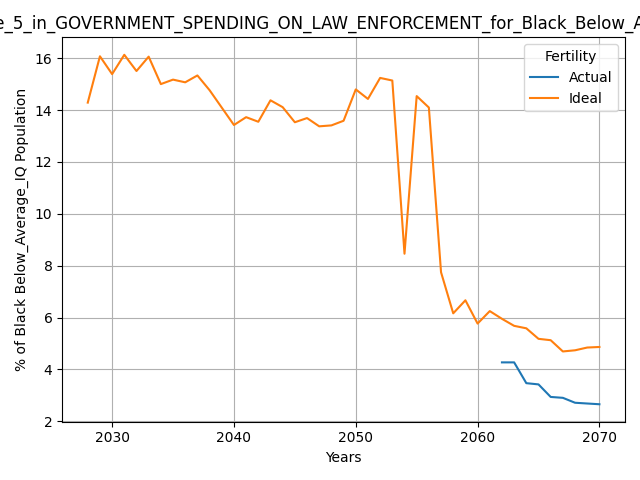 e_5_in_GOVERNMENT_SPENDING_ON_LAW_ENFORCEMENT_for_Black_Below_A
Fertility
Actual
Ideal
% of Black Below_Average_IQ Population
16
14
12
10
8
6
4
2
2030
2040
2050
2060
2070
Years